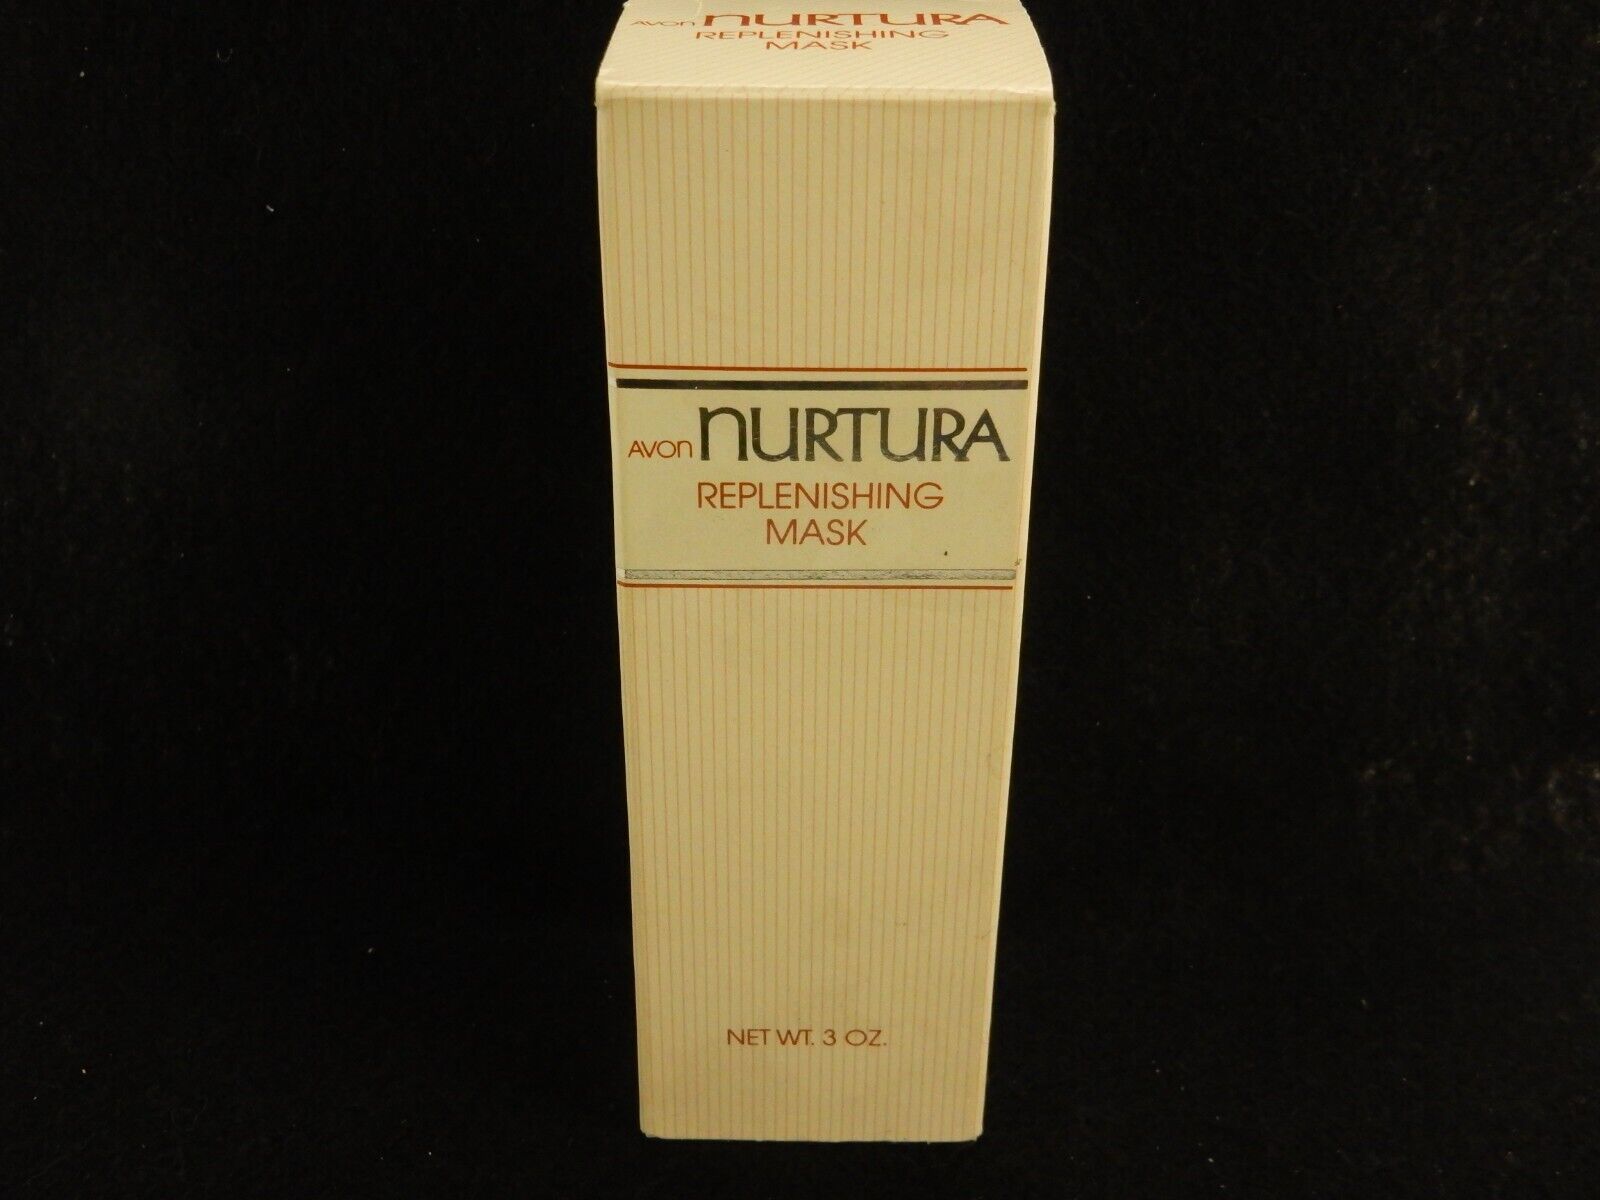 AVON NURTURA
REPLENISHING
MASK
AVON NURTURA
REPLENISHING
MASK
NET WT. 3 OZ.